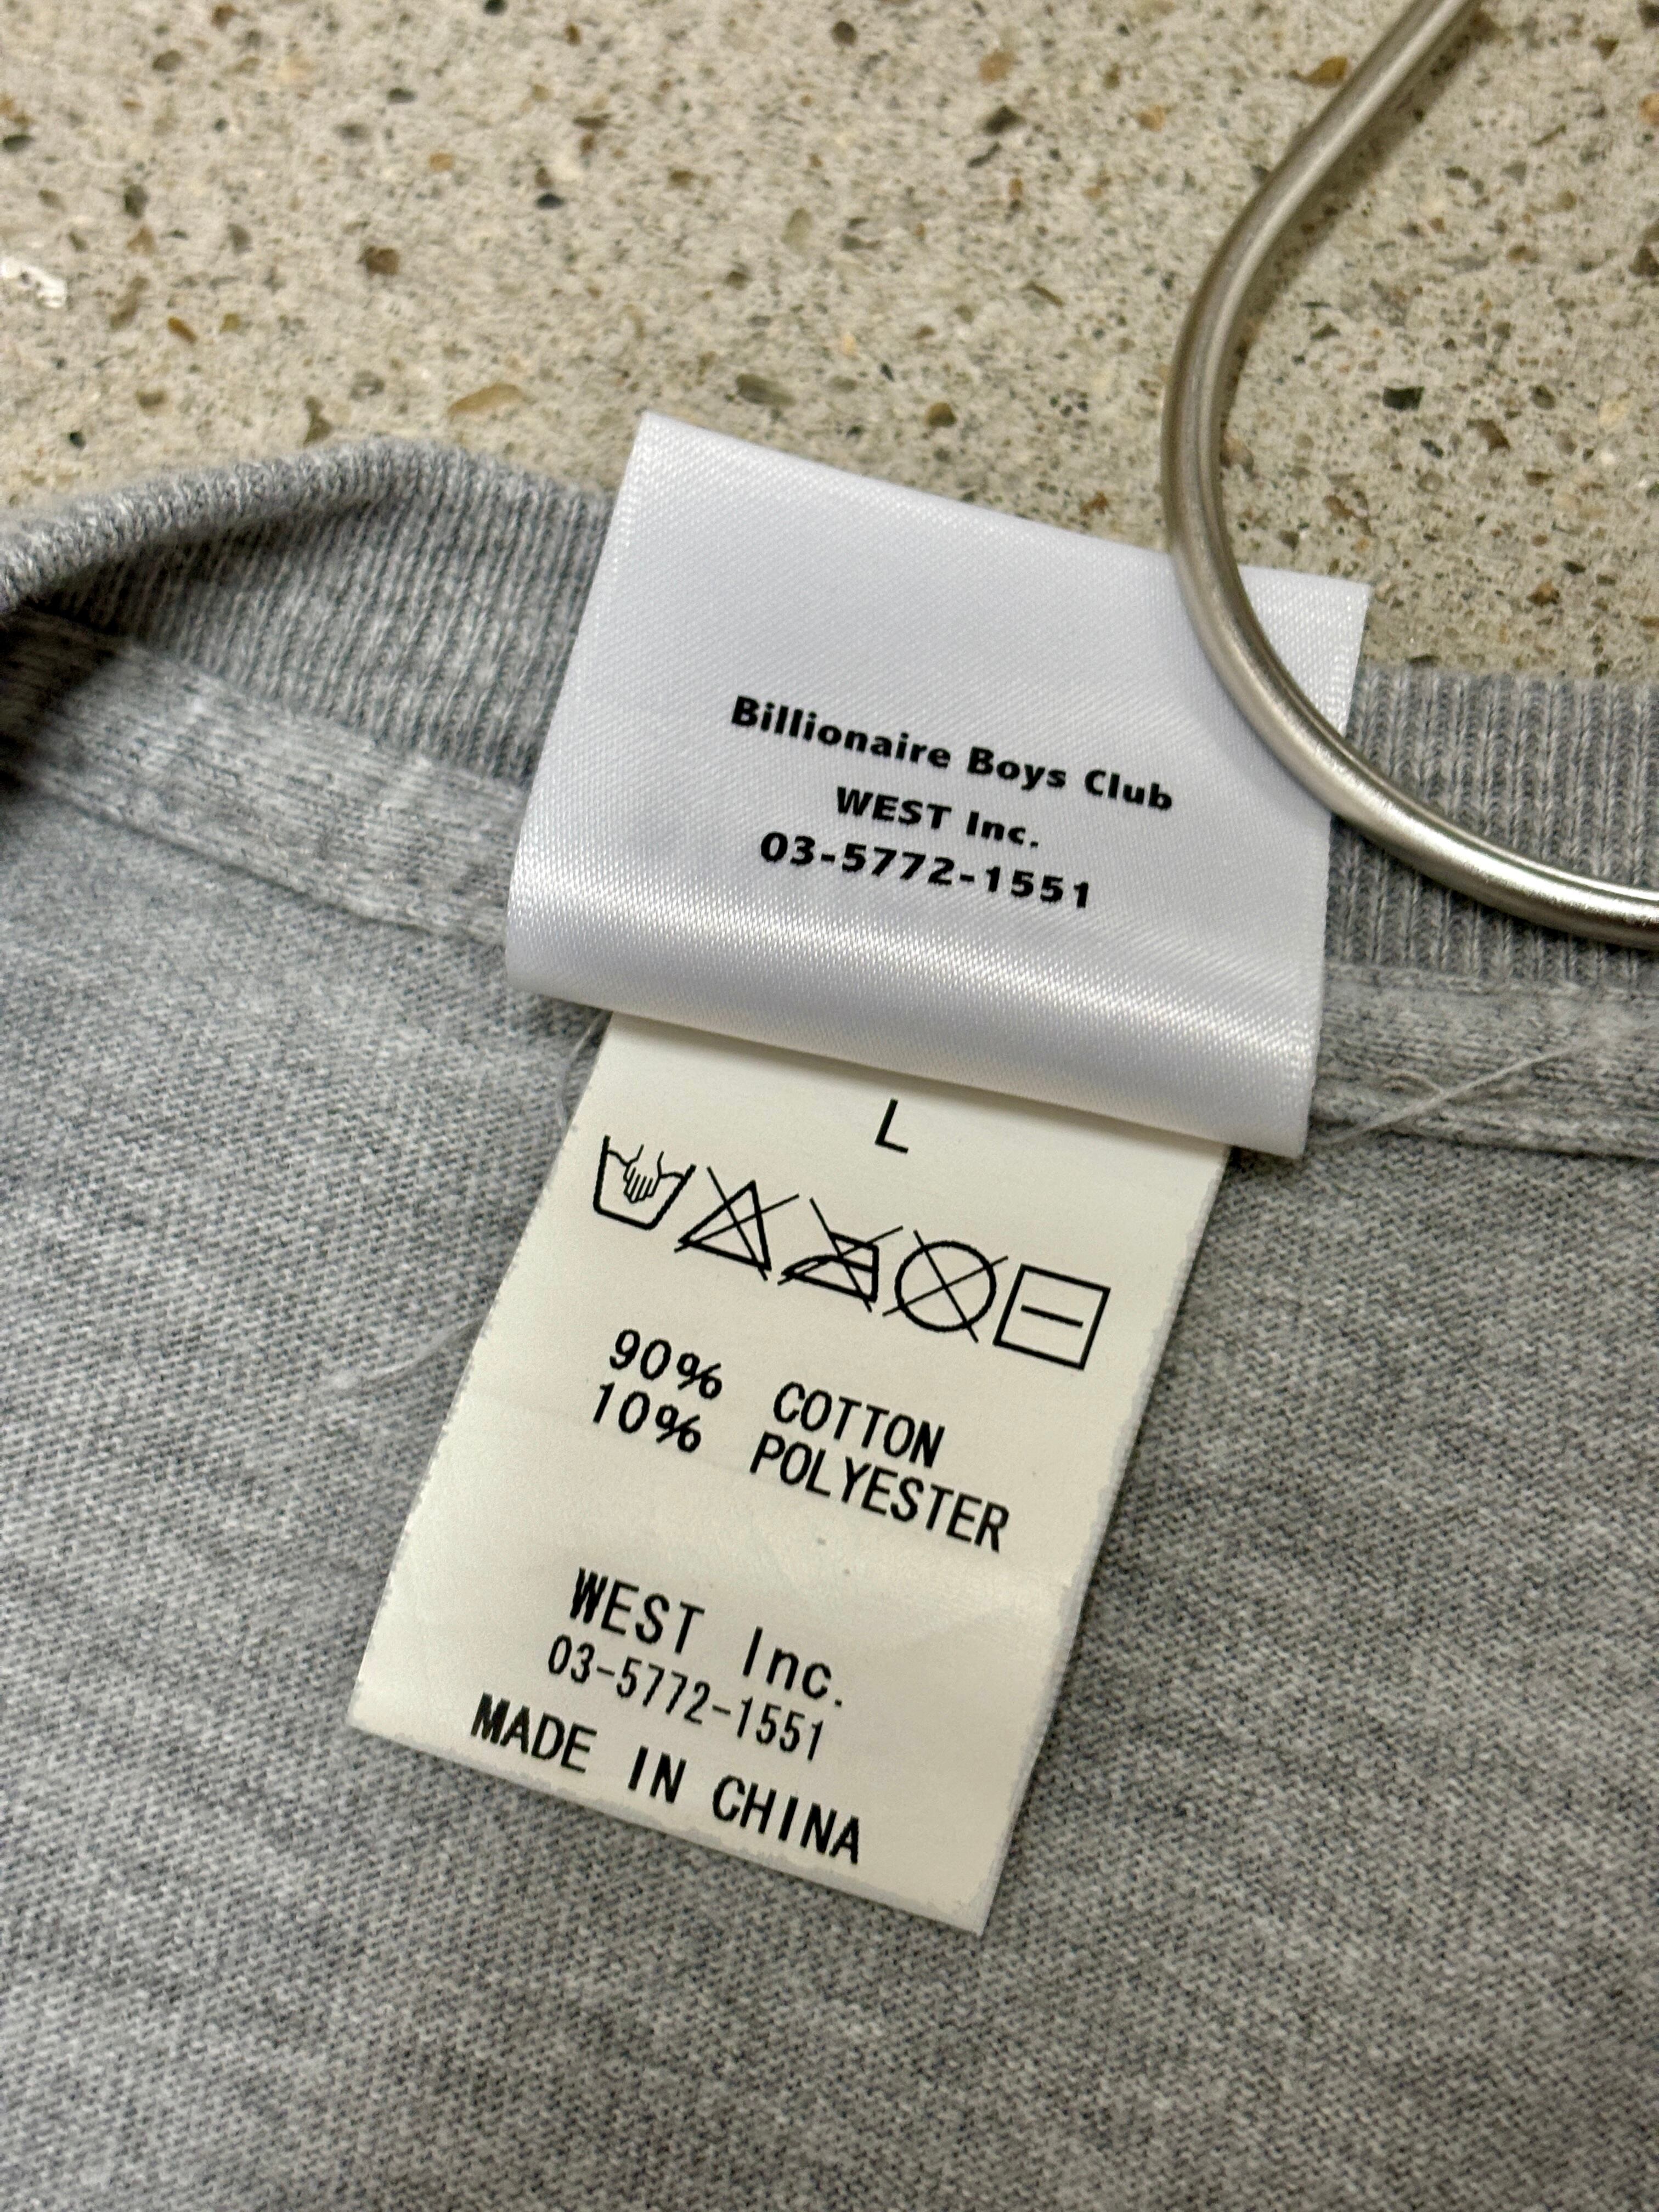 Billionaire Boys Club
WEST Inc.
03-5772-1551
L
90% COTTON
10% POLYESTER
WEST Inc.
03-5772-1551
MADE IN CHINA